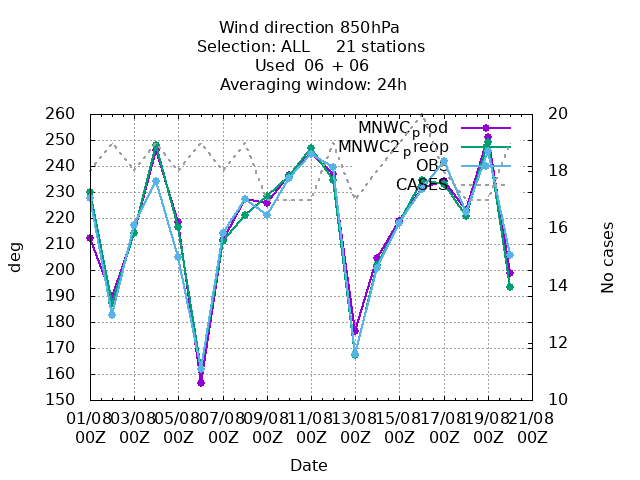 Wind direction 850hPa
Selection: ALL 21 stations
Used 06 + 06
Averaging window: 24h
260 20
250
240 18
230
220 16
210
200 14
190
180 12
170
160
150 10
MNWCprod
MNWC2preop
OBS
CASES
deg
No cases
01/08 03/08 05/08 07/08 09/08 11/08 13/08 15/08 17/08 19/08 21/08
00Z 00Z 00Z 00Z 00Z 00Z 00Z 00Z 00Z 00Z 00Z
Date